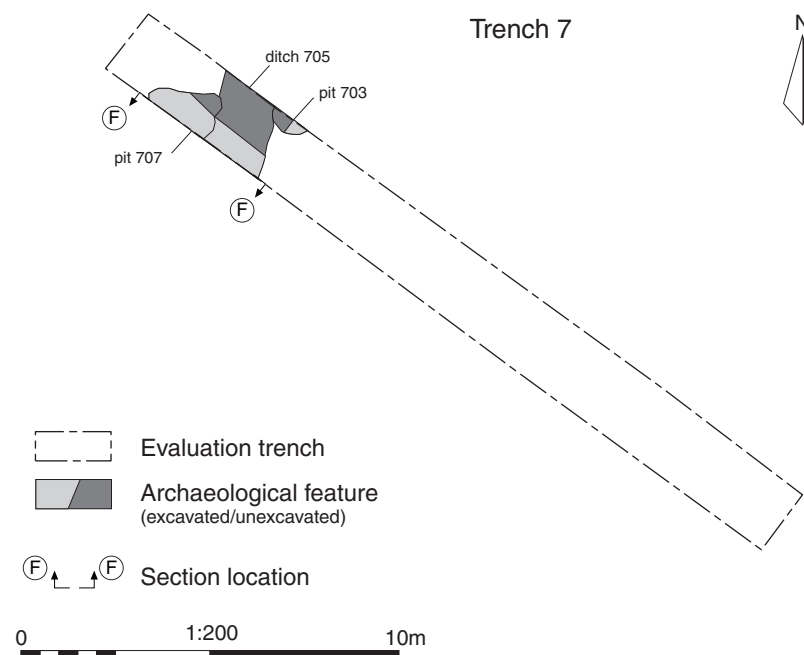 Trench 7
N
ditch 705
pit 703
F
pit 707
F
Evaluation trench
Archaeological feature
(excavated/unexcavated)
F F Section location
0 1:200 10m